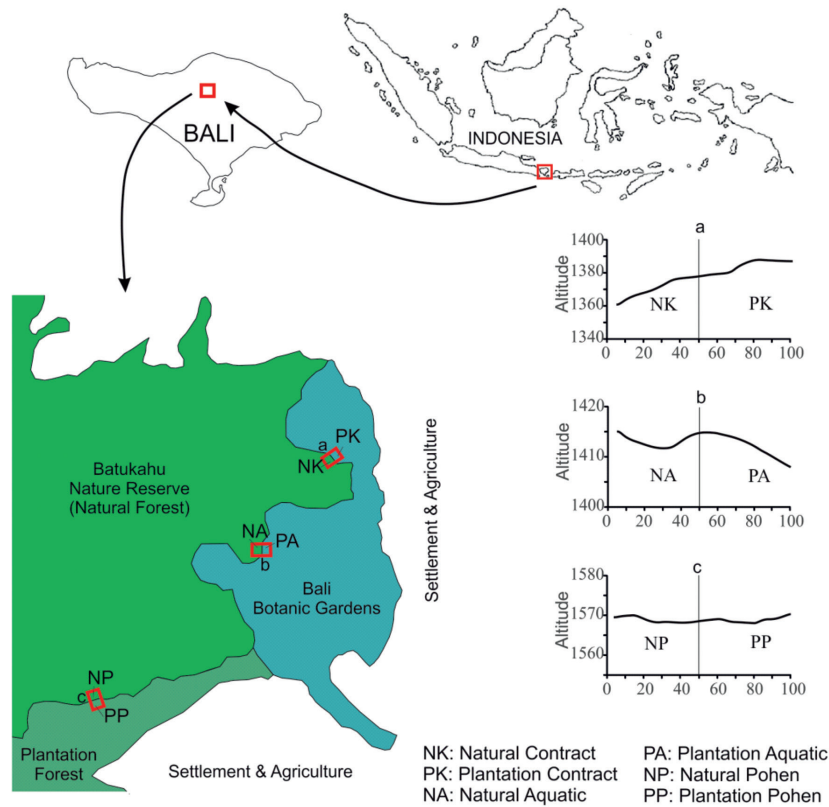 BALI
INDONESIA
a
1400
1380
1360
1340
Altitude
NK
PK
0
20
40
60
80
100
b
1420
1410
1400
Altitude
NA
PA
0
20
40
60
80
100
c
1580
1570
1560
Altitude
NP
PP
0
20
40
60
80
100
a
PK
NK
Batukahu
Nature Reserve
(Natural Forest)
NA
PA
b
Bali
Botanic Gardens
Settlement & Agriculture
NP
c
PP
Plantation
Forest
Settlement & Agriculture
NK: Natural Contract
PK: Plantation Contract
NA: Natural Aquatic
PA: Plantation Aquatic
NP: Natural Pohen
PP: Plantation Pohen